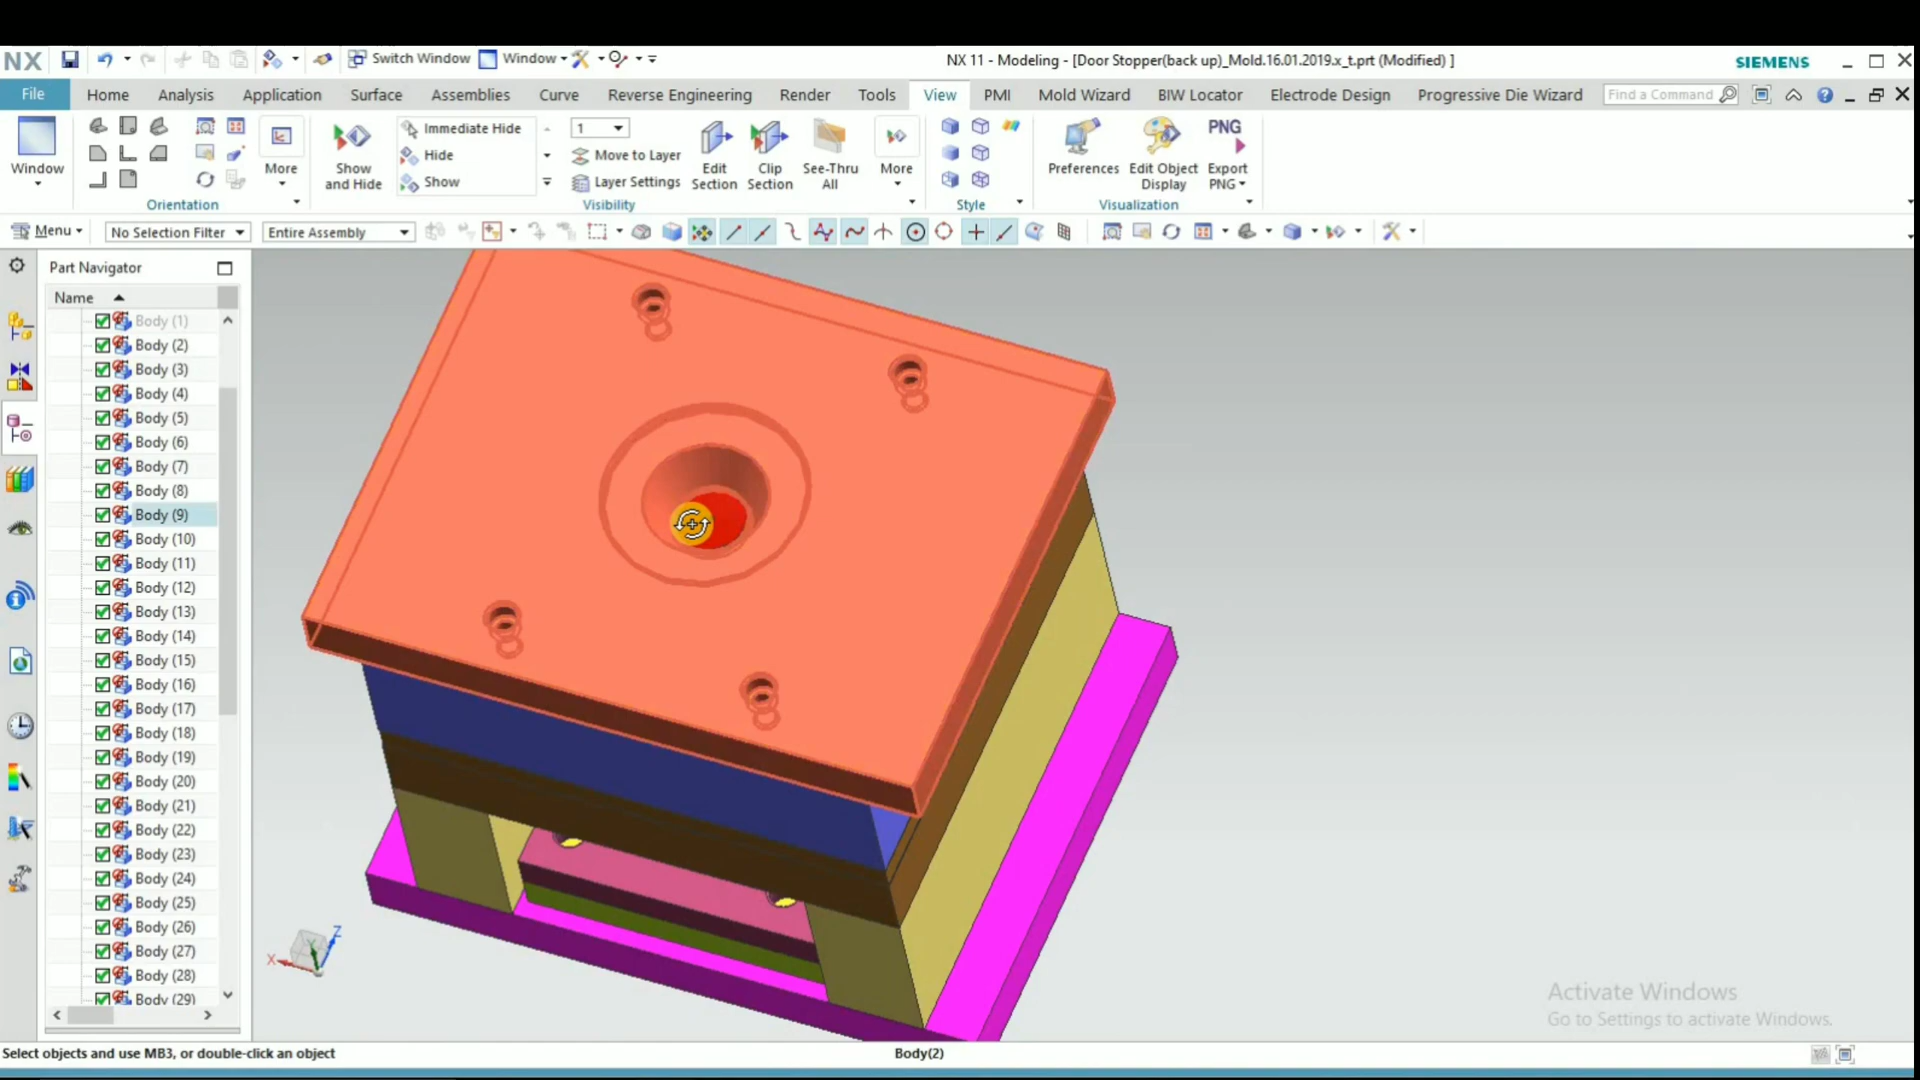 NX
Switch Window
Window
NX 11 - Modeling - [Door Stopper(back up)_Mold.16.01.2019.x_t.prt (Modified) ]
SIEMENS
File
Home
Analysis
Application
Surface
Assemblies
Curve
Reverse Engineering
Render
Tools
View
PMI
Mold Wizard
BIW Locator
Electrode Design
Progressive Die Wizard
Find a Command
Window
More
Orientation
Show and Hide
Immediate Hide
Hide
Show
1
Move to Layer
Layer Settings
Edit Section
Clip Section
See-Thru All
More
Visibility
Style
Preferences
Edit Object Display
PNG
Export PNG
Visualization
Menu
No Selection Filter
Entire Assembly
Part Navigator
Name
Body (1)
Body (2)
Body (3)
Body (4)
Body (5)
Body (6)
Body (7)
Body (8)
Body (9)
Body (10)
Body (11)
Body (12)
Body (13)
Body (14)
Body (15)
Body (16)
Body (17)
Body (18)
Body (19)
Body (20)
Body (21)
Body (22)
Body (23)
Body (24)
Body (25)
Body (26)
Body (27)
Body (28)
Body (29)
X
Y
Z
Activate Windows
Go to Settings to activate Windows.
Select objects and use MB3, or double-click an object
Body(2)